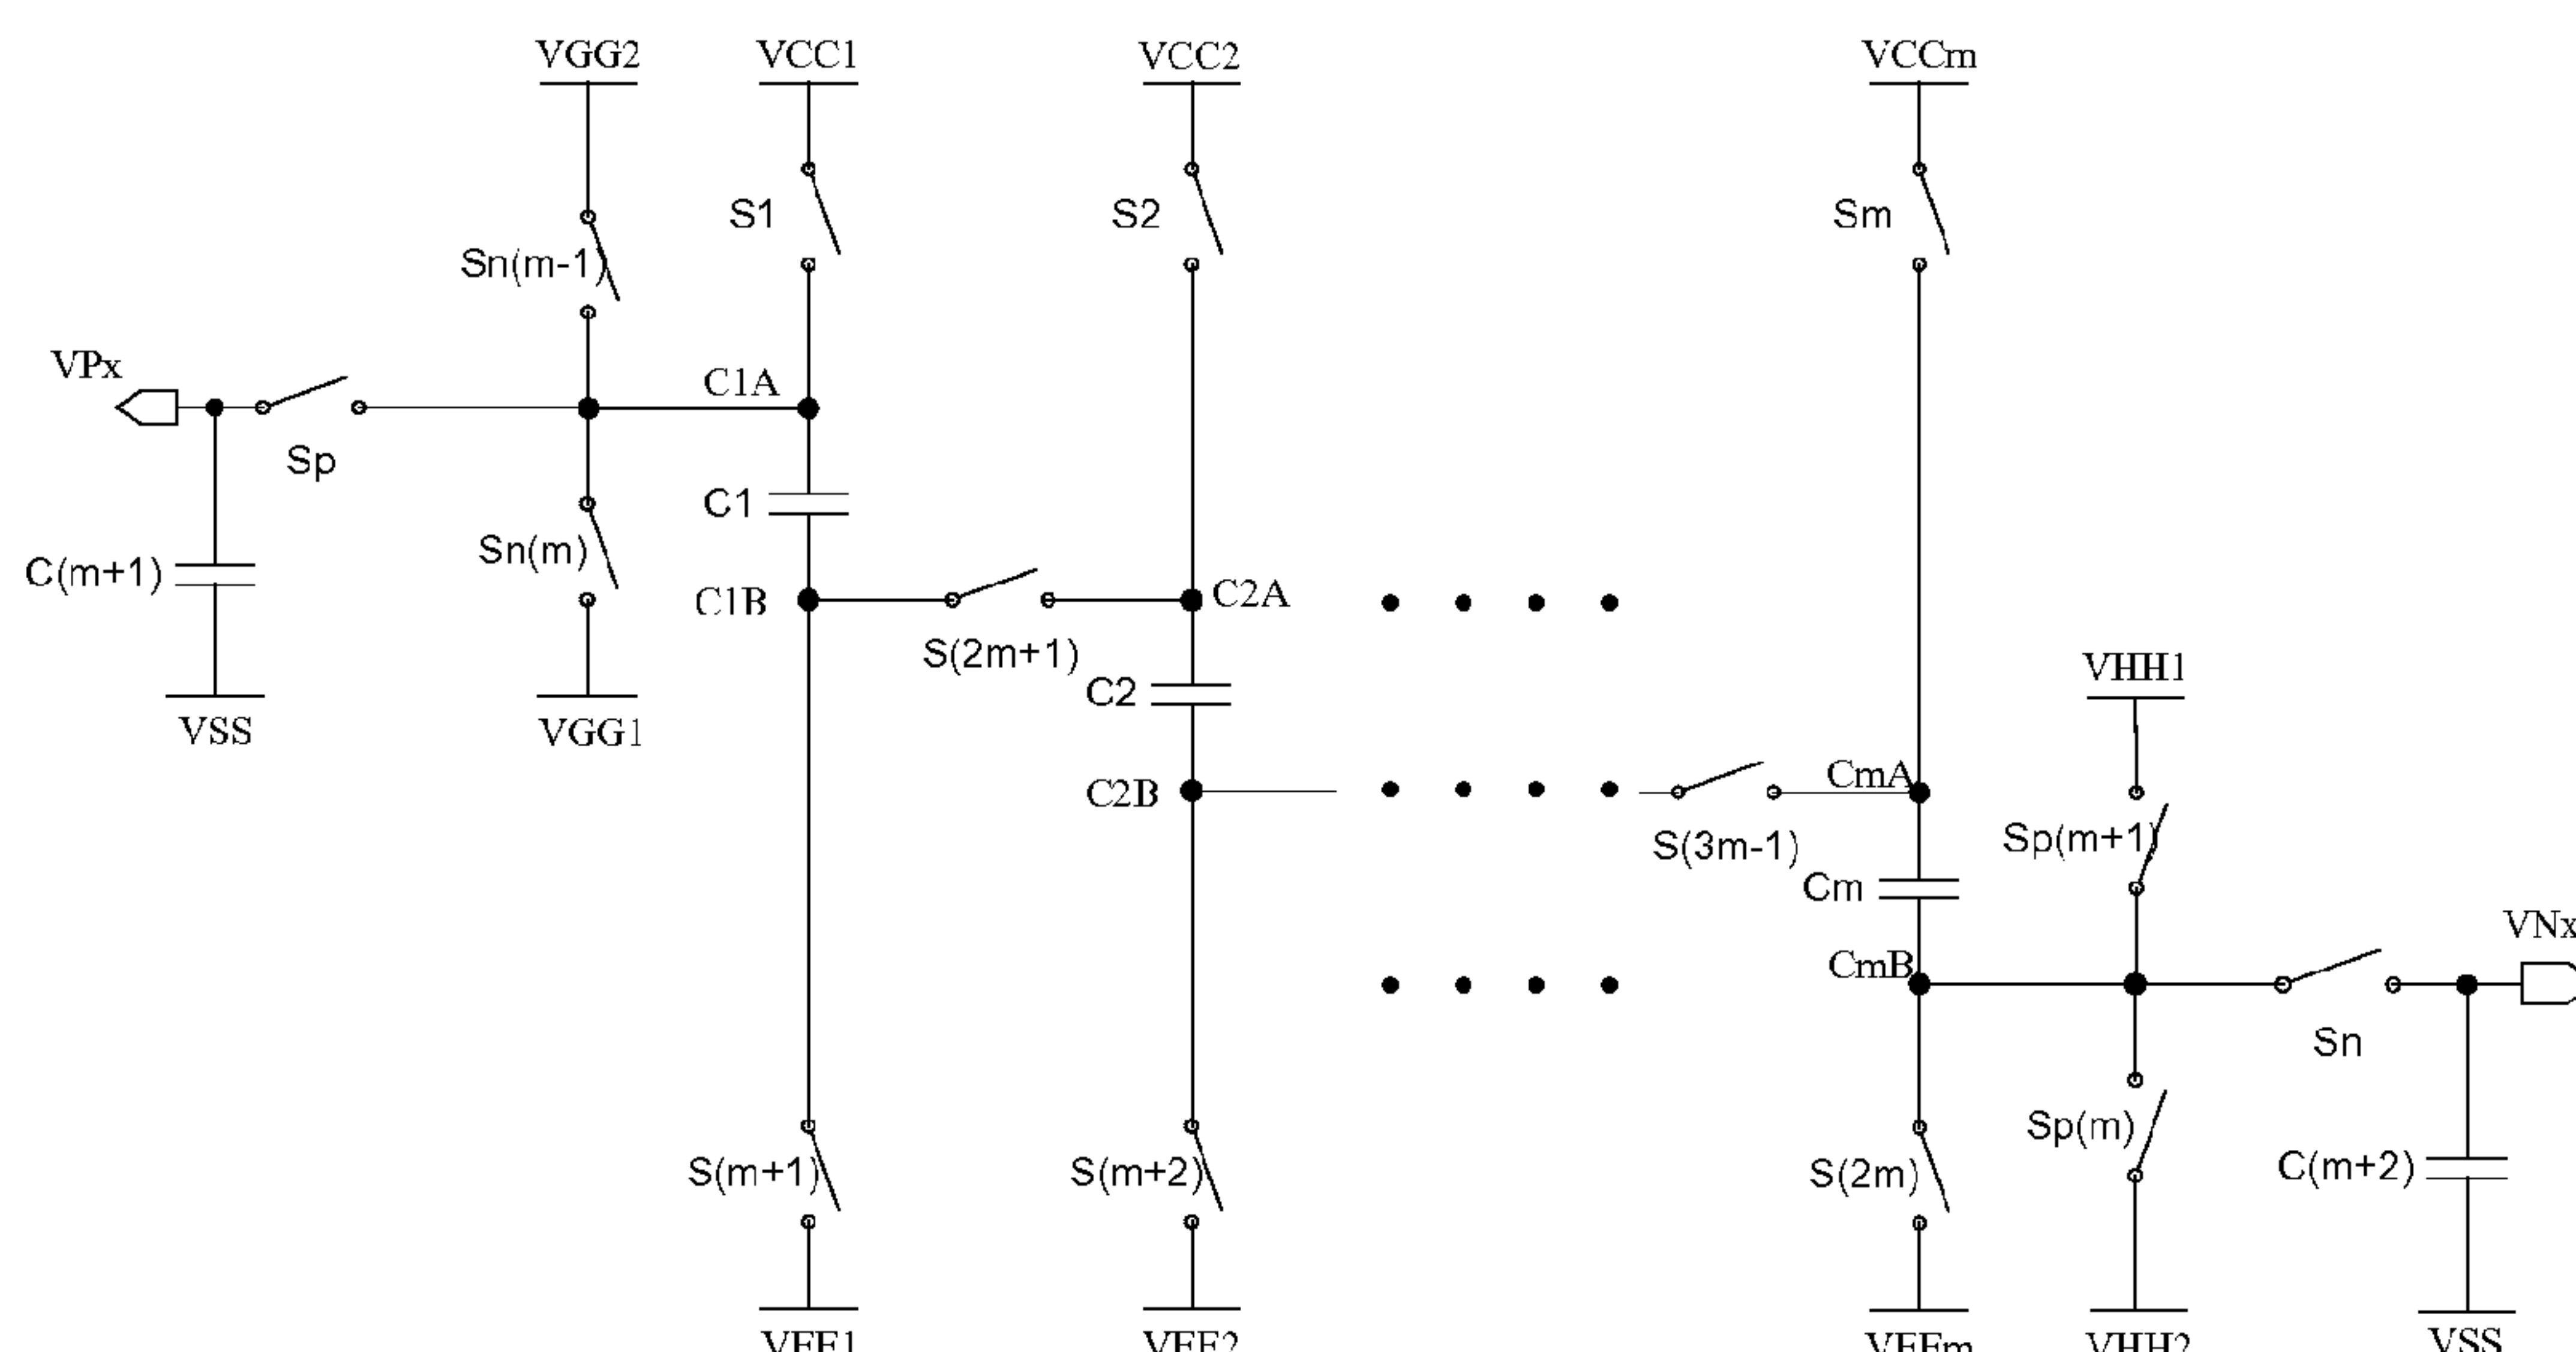 VGG2
VCC1
VCC2
VCCm
S1
S2
Sm
Sn(m-1)
VPx
C1A
Sp
C1
Sn(m)
C(m+1)
C1B
C2A
S(2m+1)
VHH1
C2
VSS
VGG1
CmA
C2B
S(3m-1)
Sp(m+1)
Cm
VNx
CmB
Sn
Sp(m)
S(m+1)
S(m+2)
S(2m)
C(m+2)
VHH2
VSS